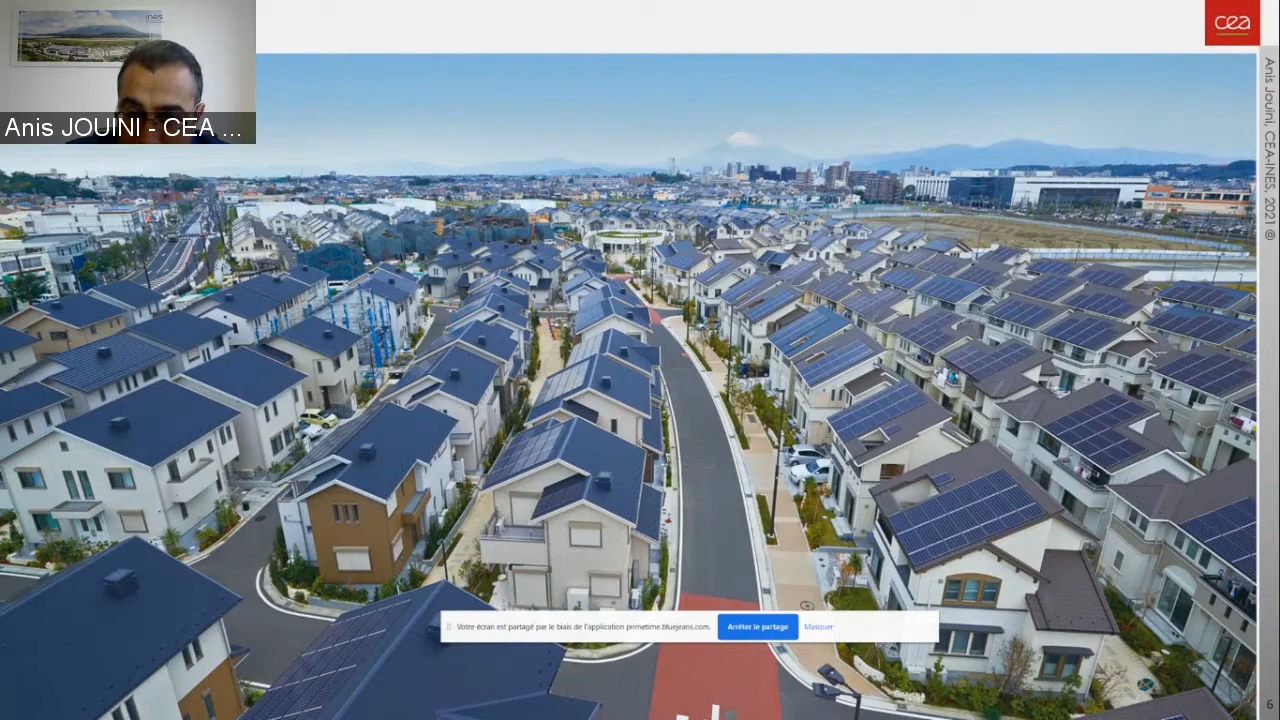 ines
Anis JOUINI - CEA ...
cea
Anis Jouini, CEA-INES, 2021 @
Votre écran est partagé par le biais de l'application primetime.bluejeans.com.
Arrêter le partage
Masquer
6